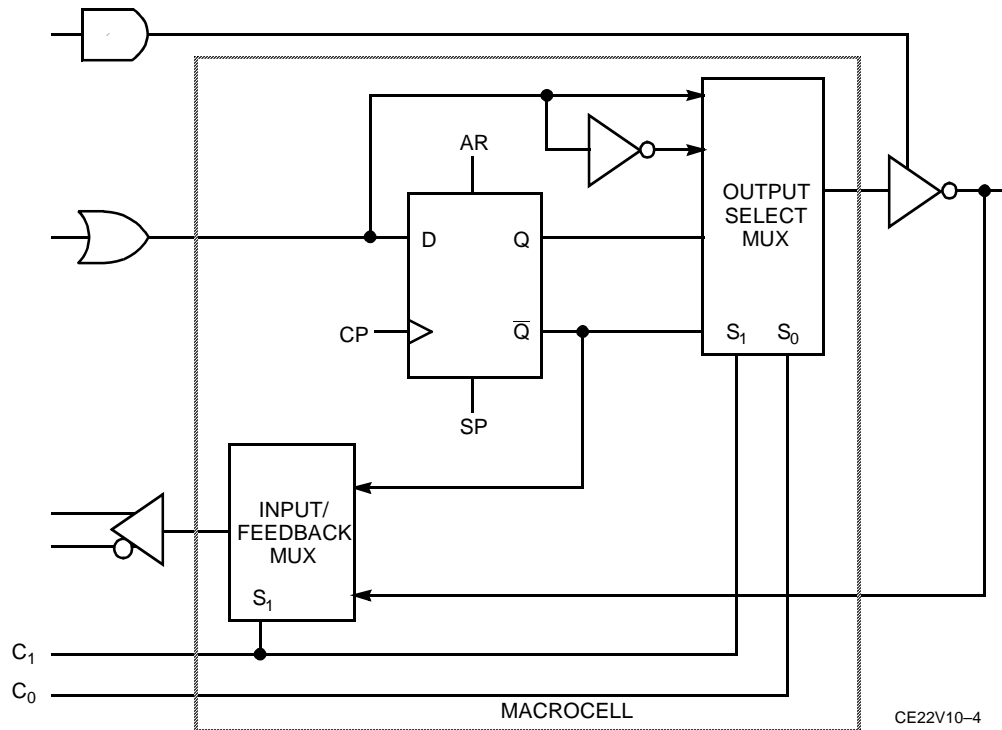 AR
OUTPUT
SELECT
MUX
D Q
CP Q̅
S₁ S₀
SP
INPUT/
FEEDBACK
MUX
S₁
C₁
C₀
MACROCELL
CE22V10–4